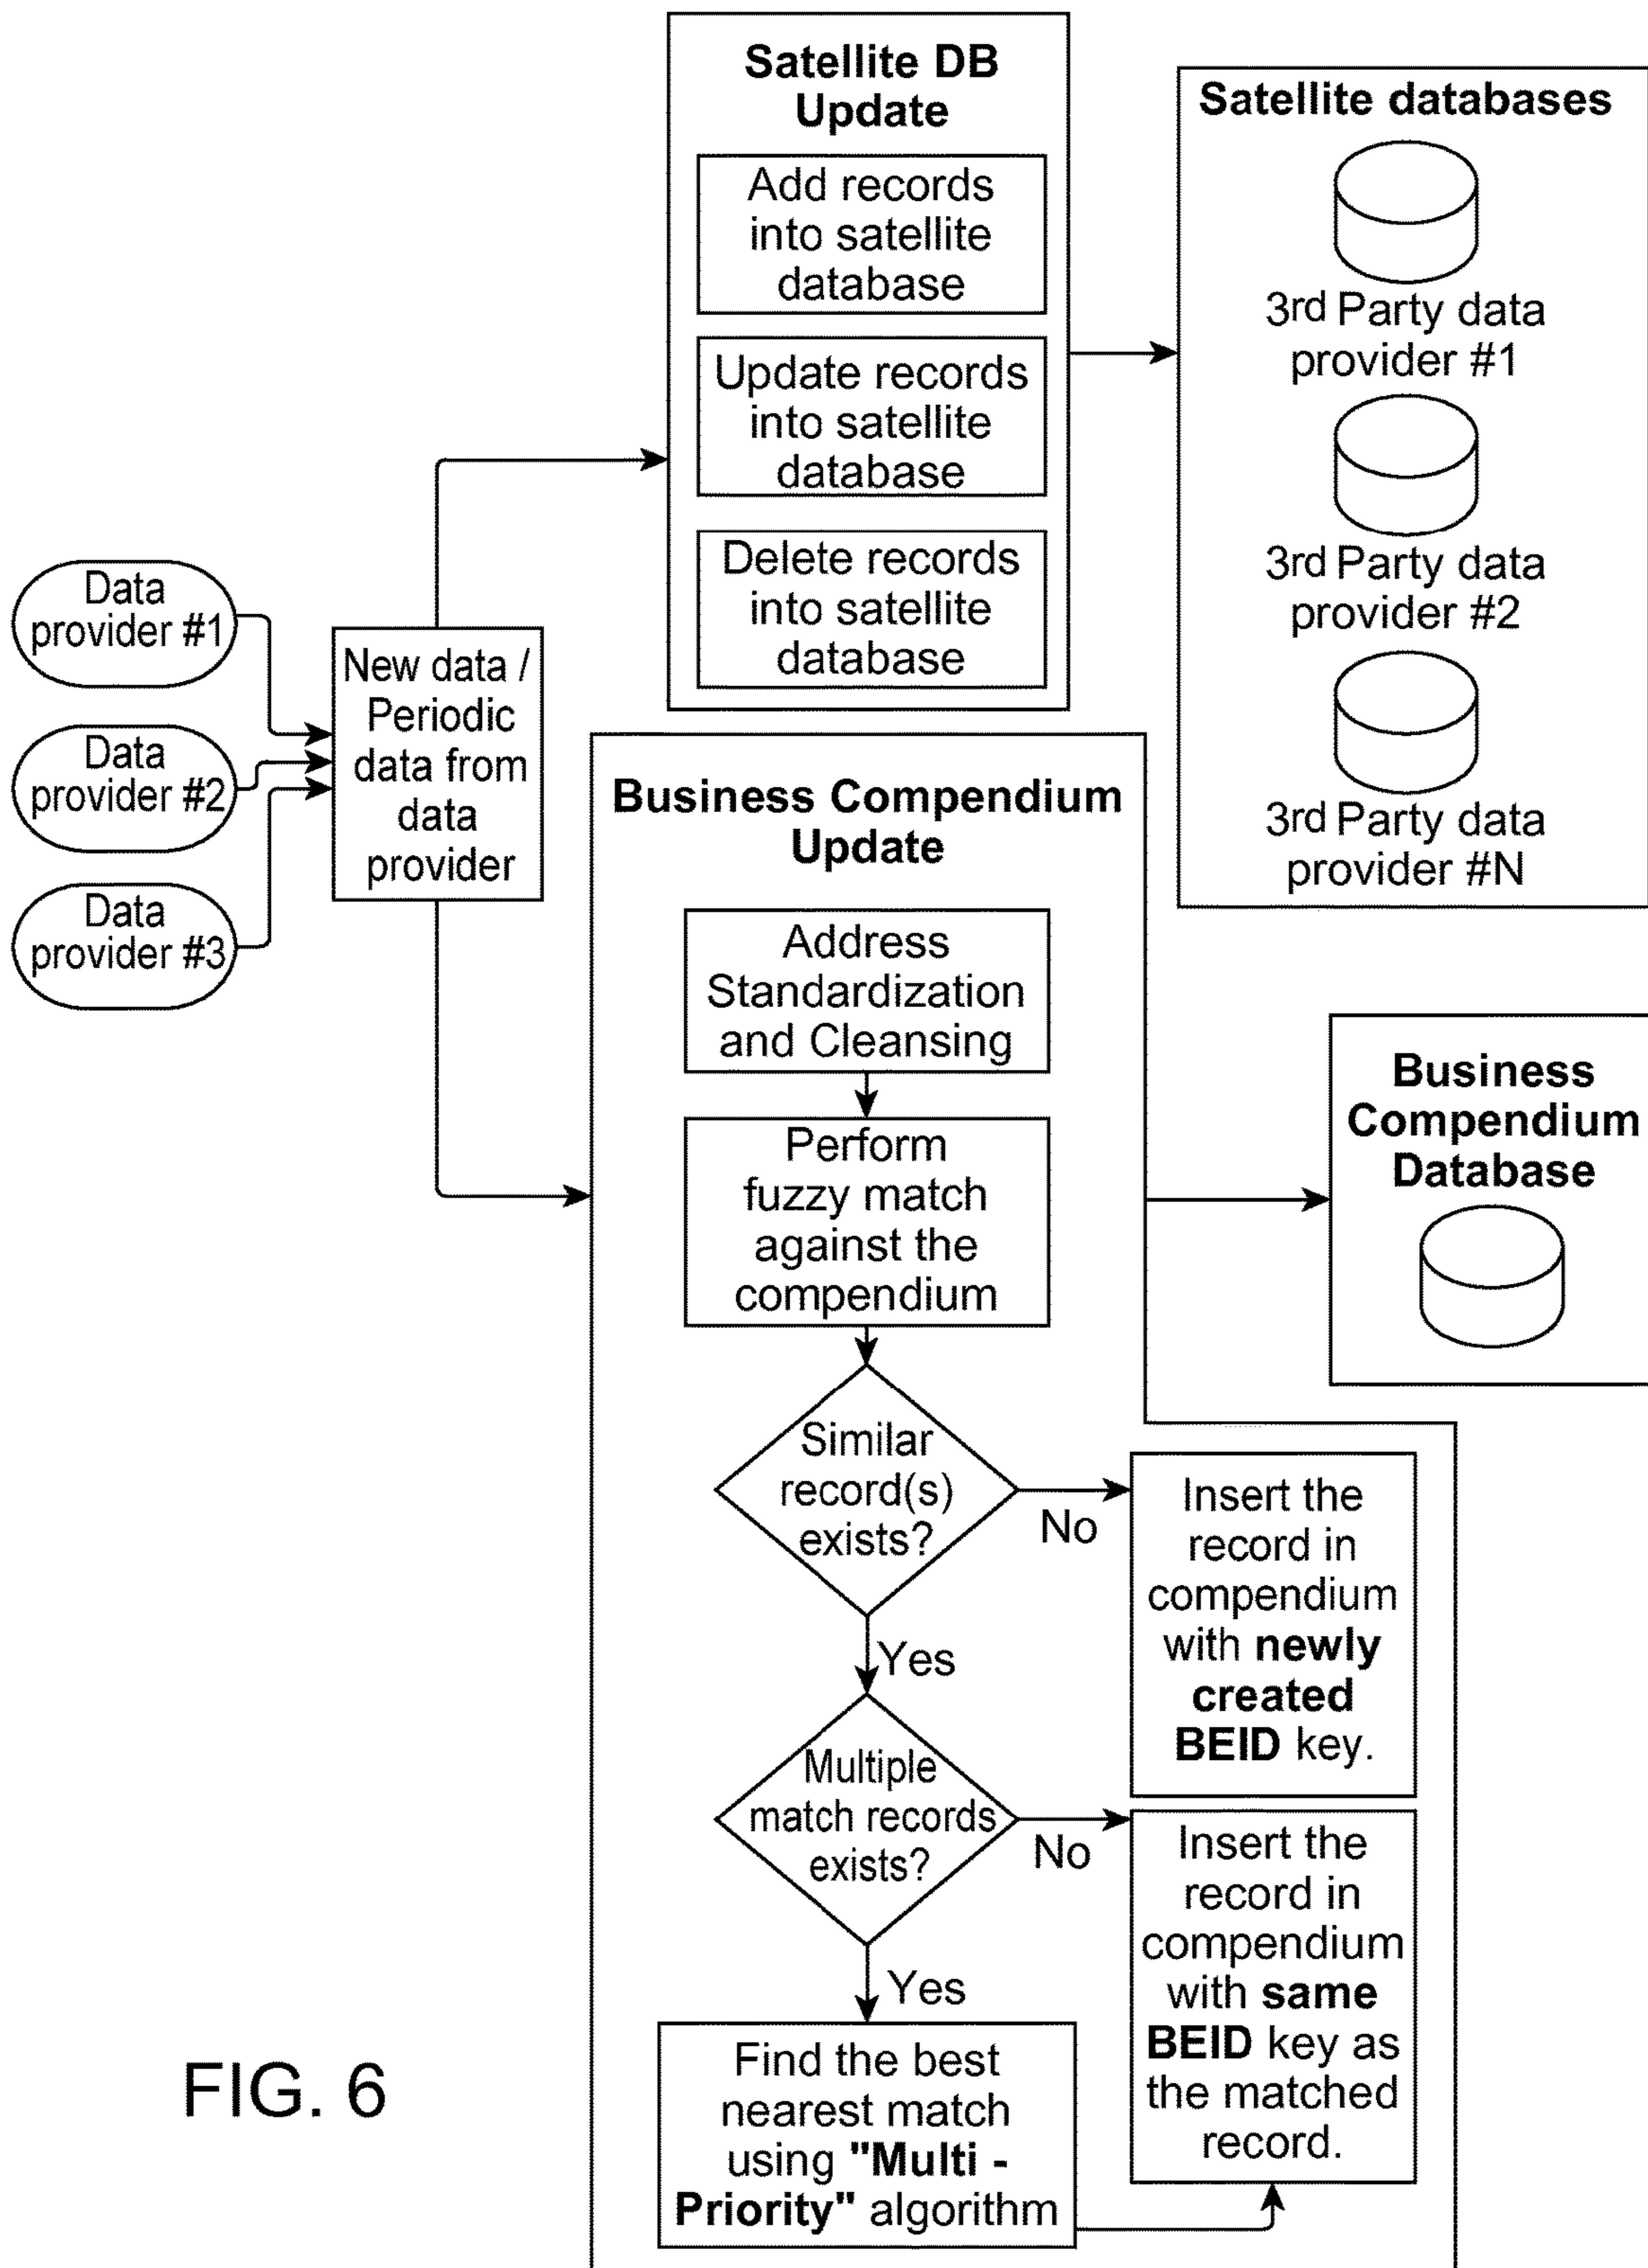 Satellite DB
Update
Add records
into satellite
database
Update records
into satellite
database
Delete records
into satellite
database
Satellite databases
3rd Party data
provider #1
3rd Party data
provider #2
3rd Party data
provider #N
Data
provider #1
Data
provider #2
Data
provider #3
New data /
Periodic
data from
data
provider
Business Compendium
Update
Address
Standardization
and Cleansing
Perform
fuzzy match
against the
compendium
Similar
record(s)
exists?
No
Yes
Insert the
record in
compendium
with newly
created
BEID key.
Multiple
match records
exists?
No
Yes
Insert the
record in
compendium
with same
BEID key as
the matched
record.
Find the best
nearest match
using "Multi -
Priority" algorithm
Business
Compendium
Database
FIG. 6